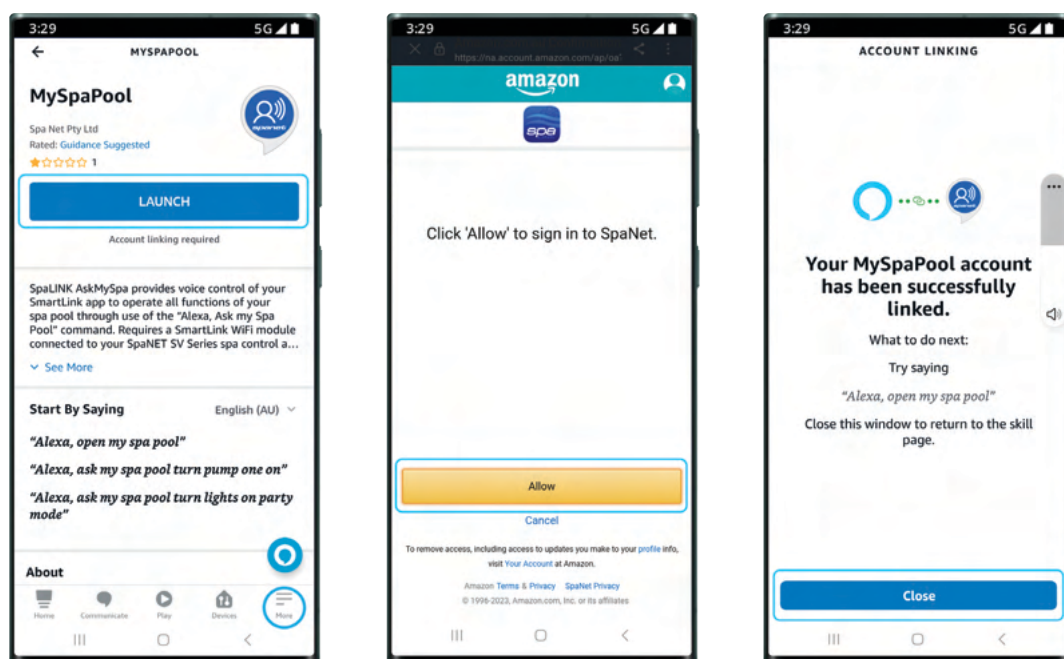 3:29 5G
MYSPAPOOL
MySpaPool
Spa Net Pty Ltd
Rated: Guidance Suggested
1
spanet
LAUNCH
Account linking required
SpaLINK AskMySpa provides voice control of your
SmartLink app to operate all functions of your
spa pool through use of the "Alexa, Ask my Spa
Pool" command. Requires a SmartLink WiFi module
connected to your SpaNET SV Series spa control a...
See More
Start By Saying English (AU)
"Alexa, open my spa pool"
"Alexa, ask my spa pool turn pump one on"
"Alexa, ask my spa pool turn lights on party
mode"
About
Home Communicate Play Devices More
3:29 5G
https://na.account.amazon.com/ap/oa
amazon
spa
Click 'Allow' to sign in to SpaNet.
Allow
Cancel
To remove access, including access to updates you make to your profile info,
visit Your Account at Amazon.
Amazon Terms & Privacy SpaNet Privacy
© 1996-2023, Amazon.com, Inc. or its affiliates
3:29 5G
ACCOUNT LINKING
Your MySpaPool account
has been successfully
linked.
What to do next:
Try saying
"Alexa, open my spa pool"
Close this window to return to the skill
page.
Close